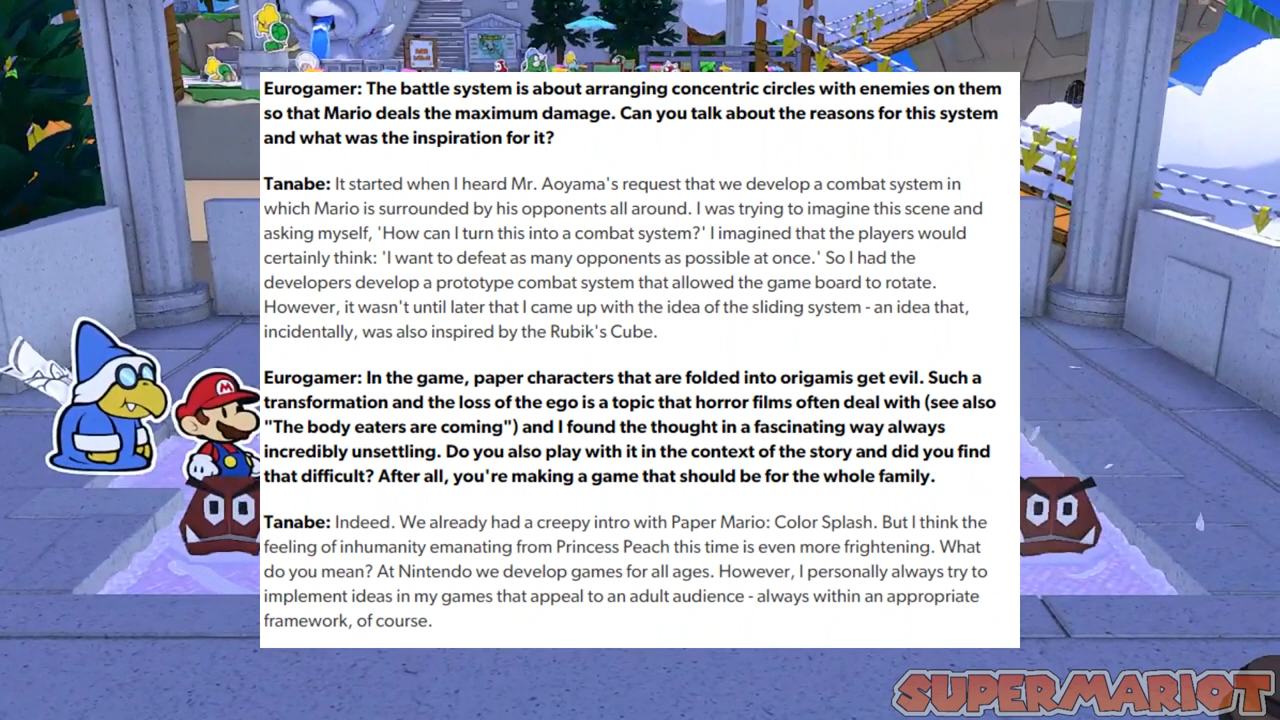 Eurogamer: The battle system is about arranging concentric circles with enemies on them
so that Mario deals the maximum damage. Can you talk about the reasons for this system
and what was the inspiration for it?
Tanabe: It started when I heard Mr. Aoyama's request that we develop a combat system in
which Mario is surrounded by his opponents all around. I was trying to imagine this scene and
asking myself, 'How can I turn this into a combat system?' I imagined that the players would
certainly think: 'I want to defeat as many opponents as possible at once.' So I had the
developers develop a prototype combat system that allowed the game board to rotate.
However, it wasn't until later that I came up with the idea of the sliding system - an idea that,
incidentally, was also inspired by the Rubik's Cube.
Eurogamer: In the game, paper characters that are folded into origamis get evil. Such a
transformation and the loss of the ego is a topic that horror films often deal with (see also
"The body eaters are coming") and I found the thought in a fascinating way always
incredibly unsettling. Do you also play with it in the context of the story and did you find
that difficult? After all, you're making a game that should be for the whole family.
Tanabe: Indeed. We already had a creepy intro with Paper Mario: Color Splash. But I think the
feeling of inhumanity emanating from Princess Peach this time is even more frightening. What
do you mean? At Nintendo we develop games for all ages. However, I personally always try to
implement ideas in my games that appeal to an adult audience - always within an appropriate
framework, of course.
M
SUPERMARIOT